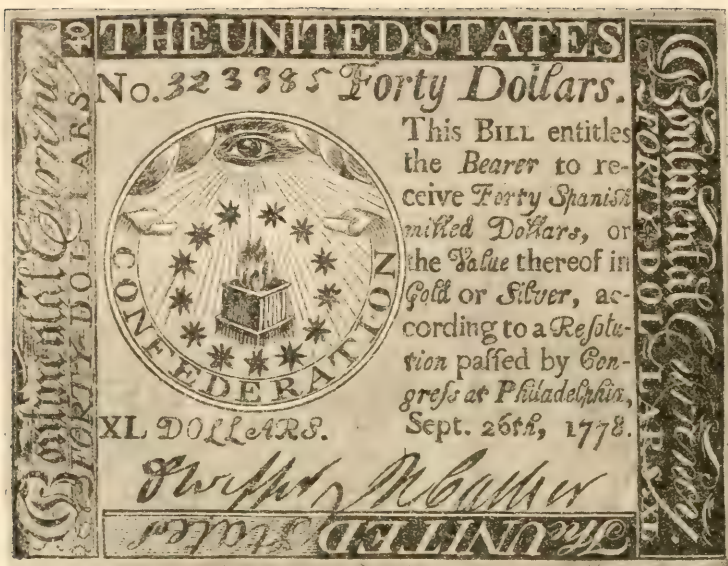 THE UNITED STATES
No. 323385 Forty Dollars.
This BILL entitles
the Bearer to re-
ceive Forty Spanish
milled Dollars, or
the Value thereof in
Gold or Silver, ac-
cording to a Resolu-
tion passed by Con-
gress at Philadelphia,
Sept. 26th, 1778.
CONFEDERATION
XL DOLLARS.
The UNITED States
40
Continental Currency
FORTY DOLLARS
Continental Currency
FORTY DOLLARS XL